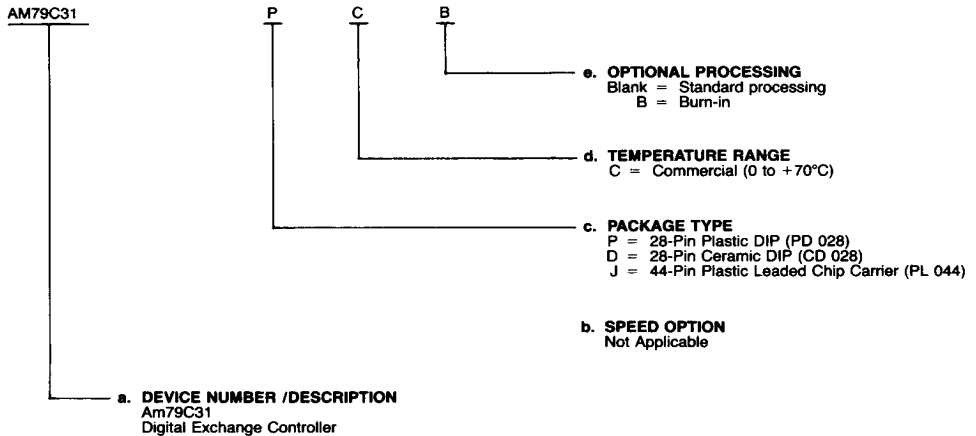 AM79C31 P C B
e. OPTIONAL PROCESSING
Blank = Standard processing
B = Burn-in
d. TEMPERATURE RANGE
C = Commercial (0 to +70°C)
c. PACKAGE TYPE
P = 28-Pin Plastic DIP (PD 028)
D = 28-Pin Ceramic DIP (CD 028)
J = 44-Pin Plastic Leaded Chip Carrier (PL 044)
b. SPEED OPTION
Not Applicable
a. DEVICE NUMBER /DESCRIPTION
Am79C31
Digital Exchange Controller